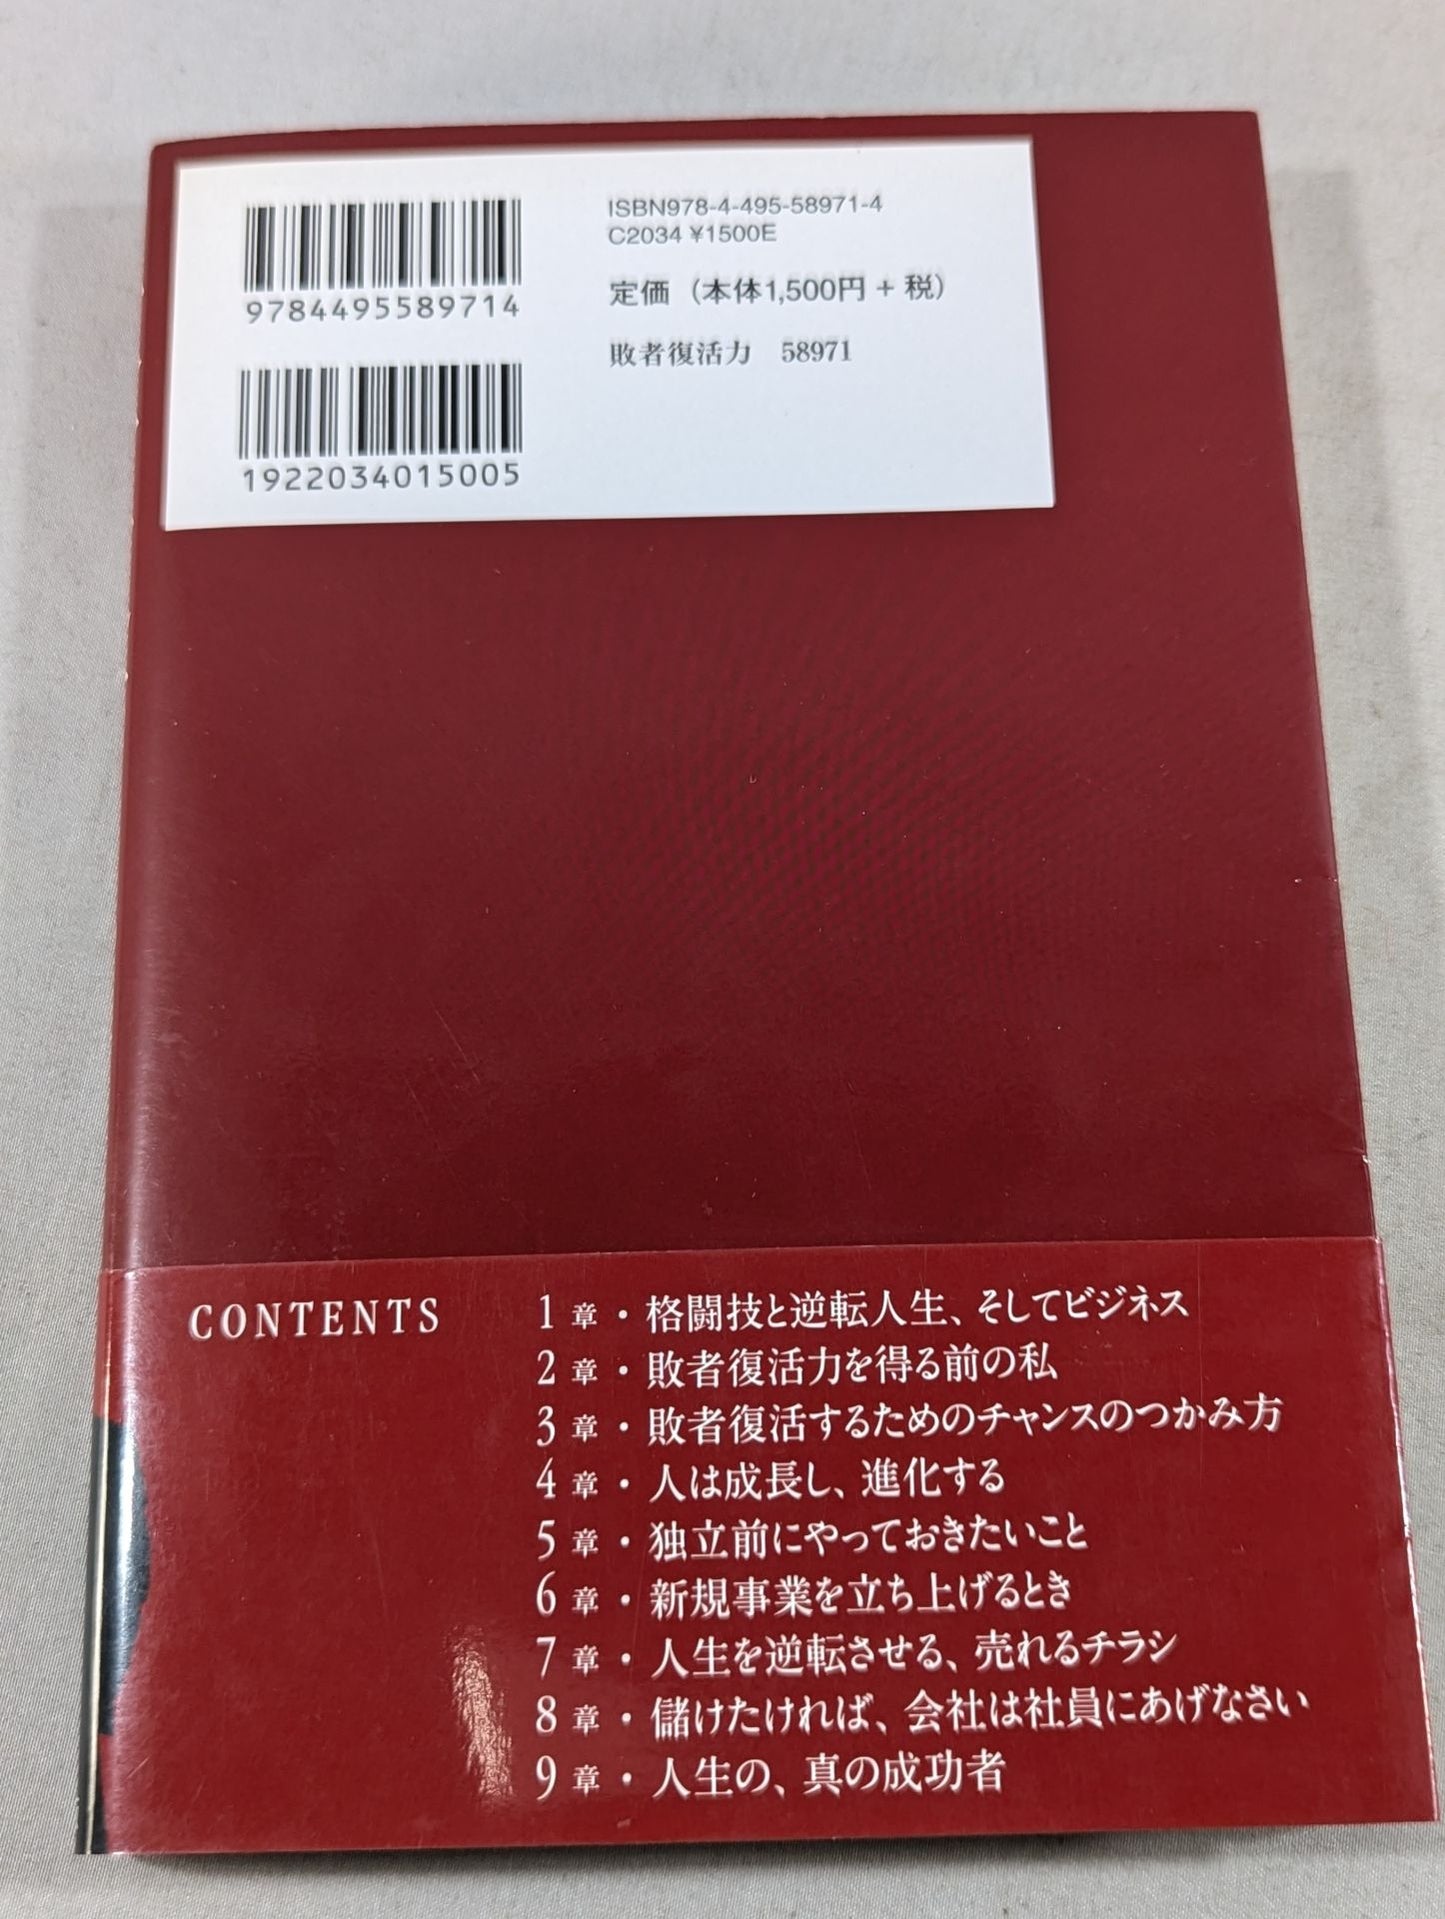 ISBN978-4-495-58971-4
C2034 ¥1500E
定価（本体1,500円 + 税）
敗者復活力　58971
9784495589714
1922034015005
CONTENTS
1 章・格闘技と逆転人生、そしてビジネス
2 章・敗者復活力を得る前の私
3 章・敗者復活するためのチャンスのつかみ方
4 章・人は成長し、進化する
5 章・独立前にやっておきたいこと
6 章・新規事業を立ち上げるとき
7 章・人生を逆転させる、売れるチラシ
8 章・儲けたければ、会社は社員にあげなさい
9 章・人生の、真の成功者